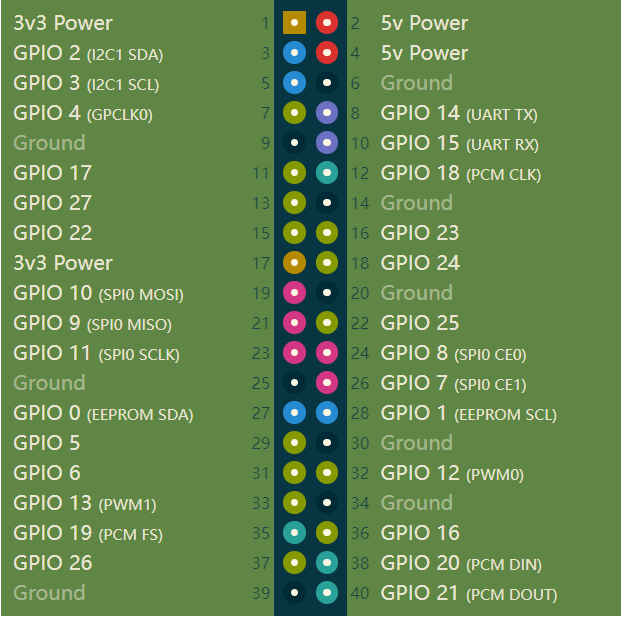 3v3 Power 1 2 5v Power
GPIO 2 (I2C1 SDA) 3 4 5v Power
GPIO 3 (I2C1 SCL) 5 6 Ground
GPIO 4 (GPCLK0) 7 8 GPIO 14 (UART TX)
Ground 9 10 GPIO 15 (UART RX)
GPIO 17 11 12 GPIO 18 (PCM CLK)
GPIO 27 13 14 Ground
GPIO 22 15 16 GPIO 23
3v3 Power 17 18 GPIO 24
GPIO 10 (SPI0 MOSI) 19 20 Ground
GPIO 9 (SPI0 MISO) 21 22 GPIO 25
GPIO 11 (SPI0 SCLK) 23 24 GPIO 8 (SPI0 CE0)
Ground 25 26 GPIO 7 (SPI0 CE1)
GPIO 0 (EEPROM SDA) 27 28 GPIO 1 (EEPROM SCL)
GPIO 5 29 30 Ground
GPIO 6 31 32 GPIO 12 (PWM0)
GPIO 13 (PWM1) 33 34 Ground
GPIO 19 (PCM FS) 35 36 GPIO 16
GPIO 26 37 38 GPIO 20 (PCM DIN)
Ground 39 40 GPIO 21 (PCM DOUT)